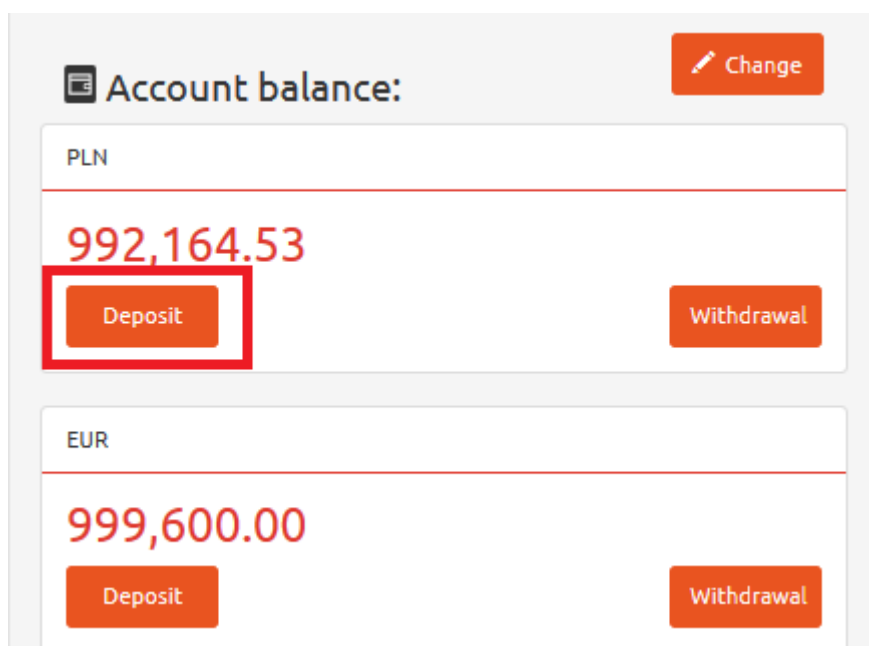 Change
Account balance:
PLN
992,164.53
Deposit
Withdrawal
EUR
999,600.00
Deposit
Withdrawal